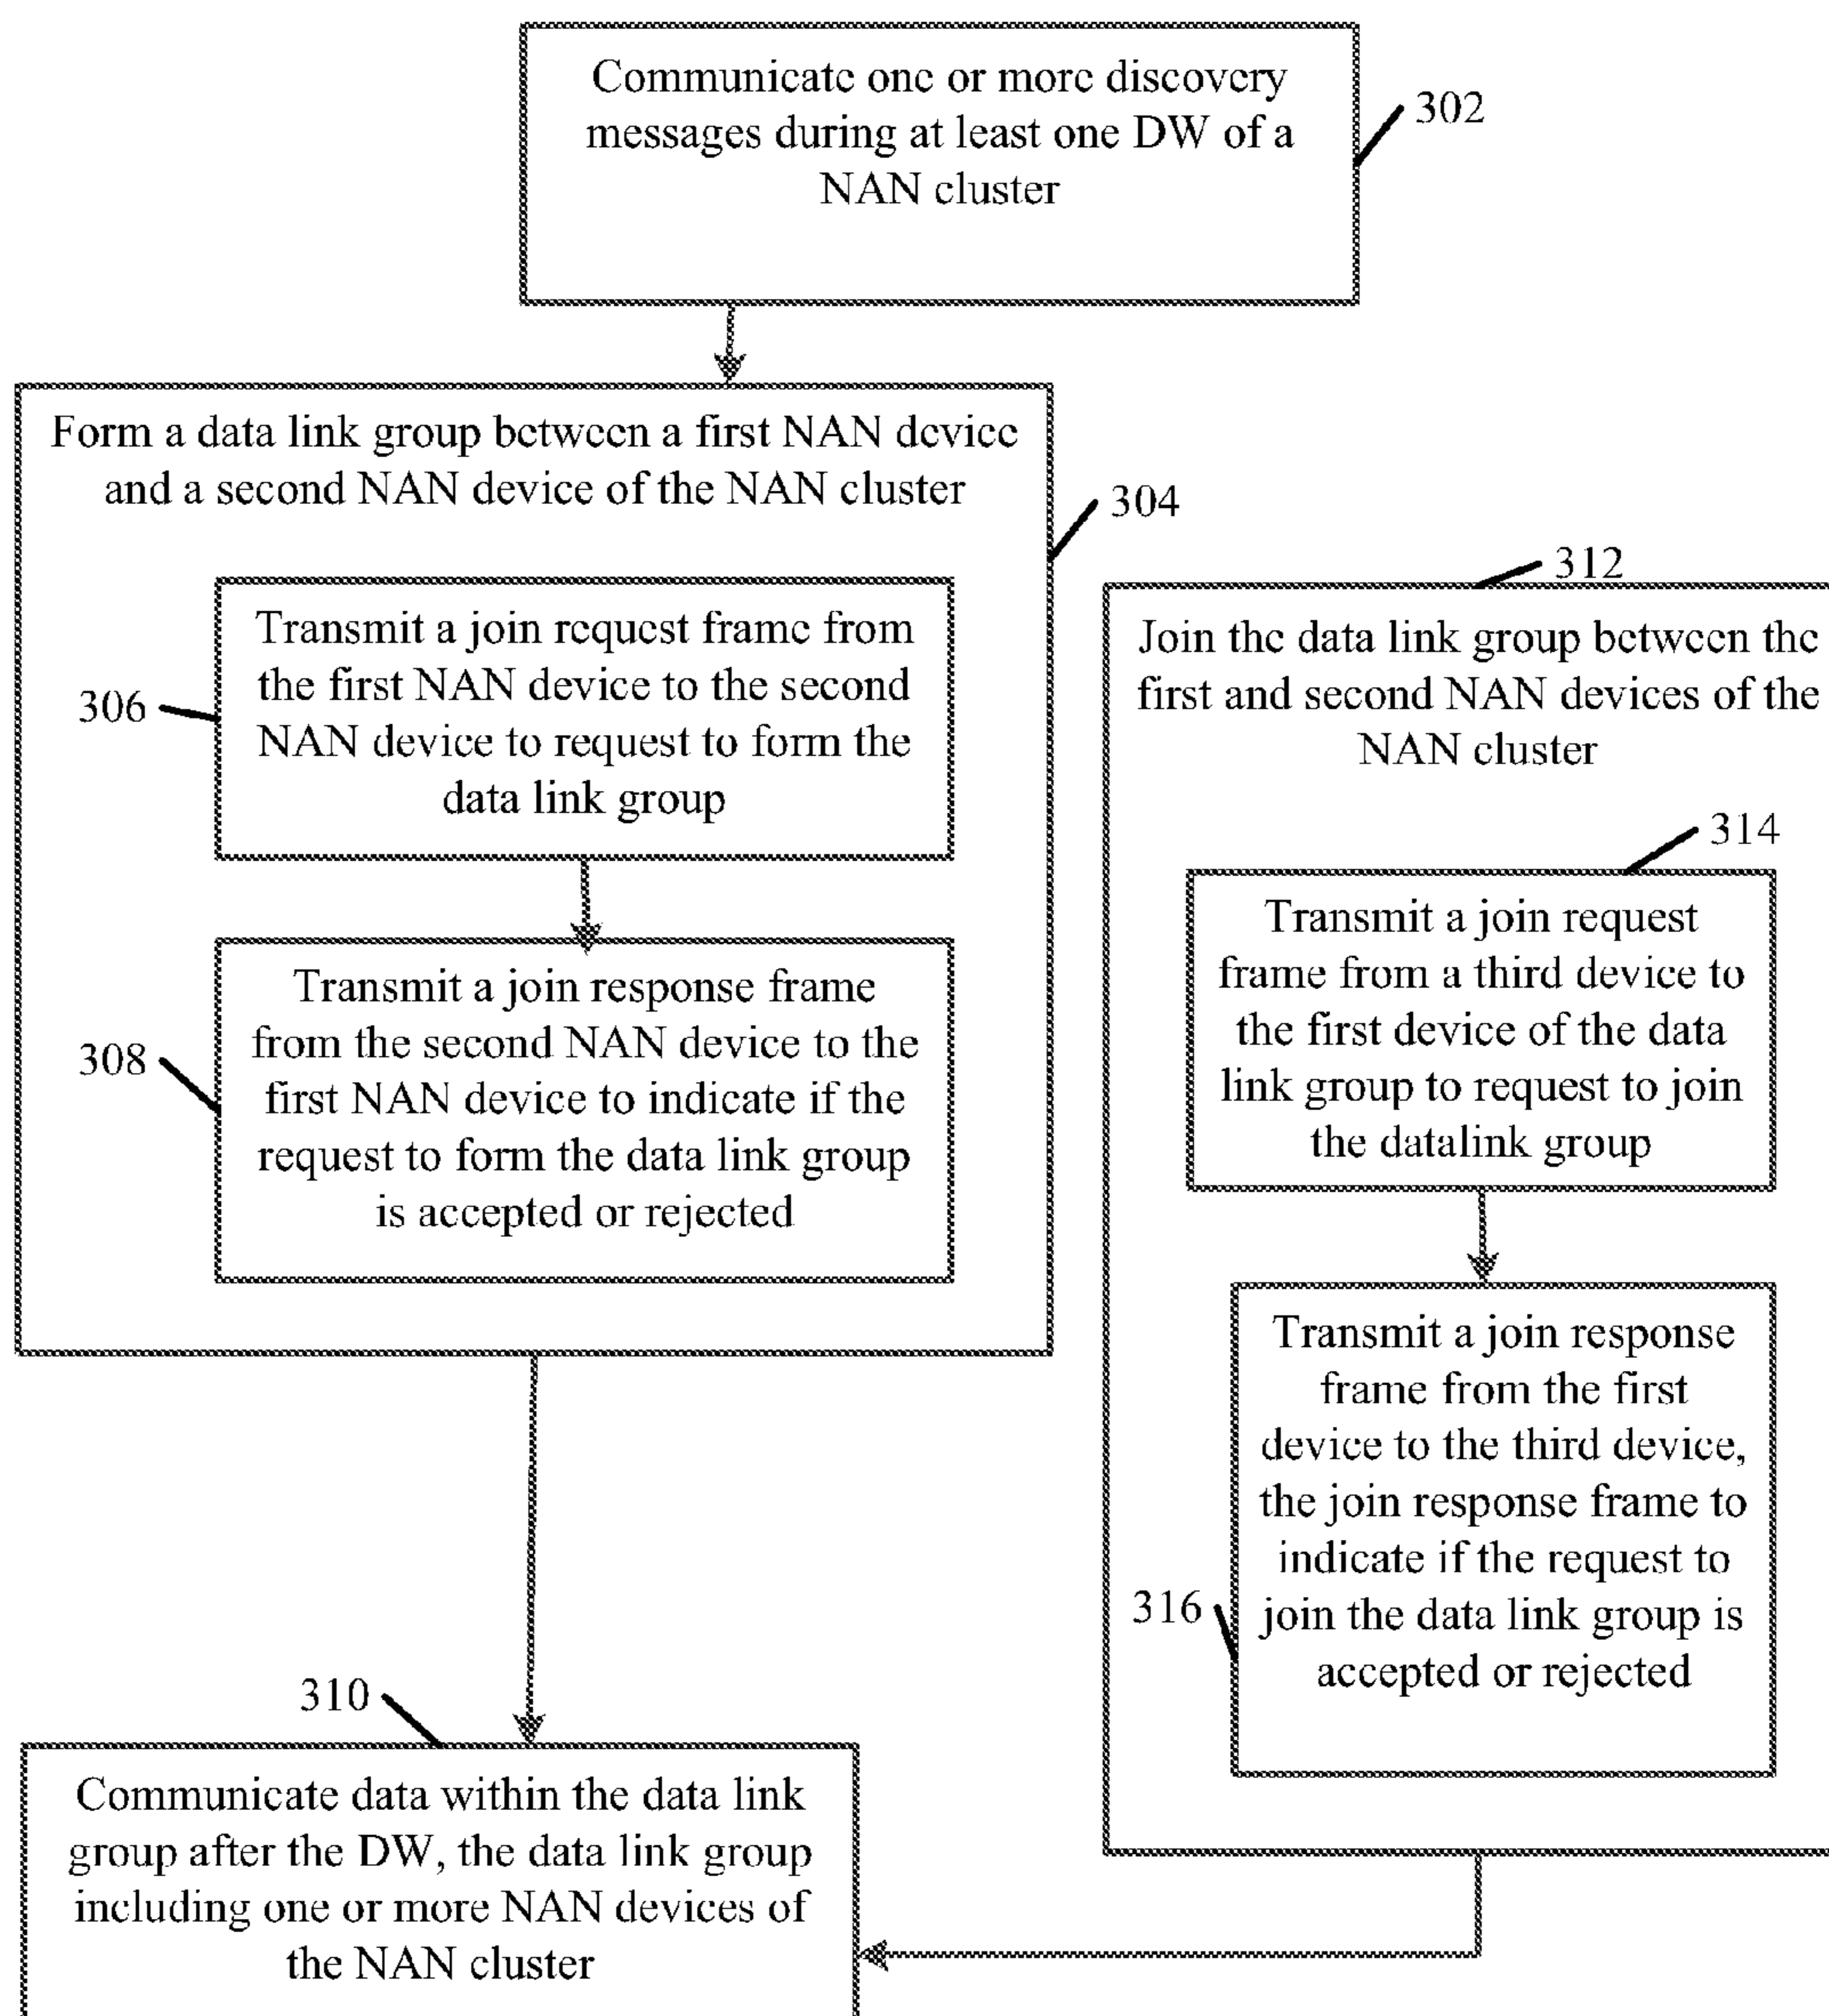 Communicate one or more discovery
messages during at least one DW of a
NAN cluster
302
Form a data link group between a first NAN device
and a second NAN device of the NAN cluster
304
Transmit a join request frame from
the first NAN device to the second
NAN device to request to form the
data link group
306
Transmit a join response frame
from the second NAN device to the
first NAN device to indicate if the
request to form the data link group
is accepted or rejected
308
312
Join the data link group between the
first and second NAN devices of the
NAN cluster
314
Transmit a join request
frame from a third device to
the first device of the data
link group to request to join
the datalink group
Transmit a join response
frame from the first
device to the third device,
the join response frame to
indicate if the request to
join the data link group is
accepted or rejected
316
310
Communicate data within the data link
group after the DW, the data link group
including one or more NAN devices of
the NAN cluster